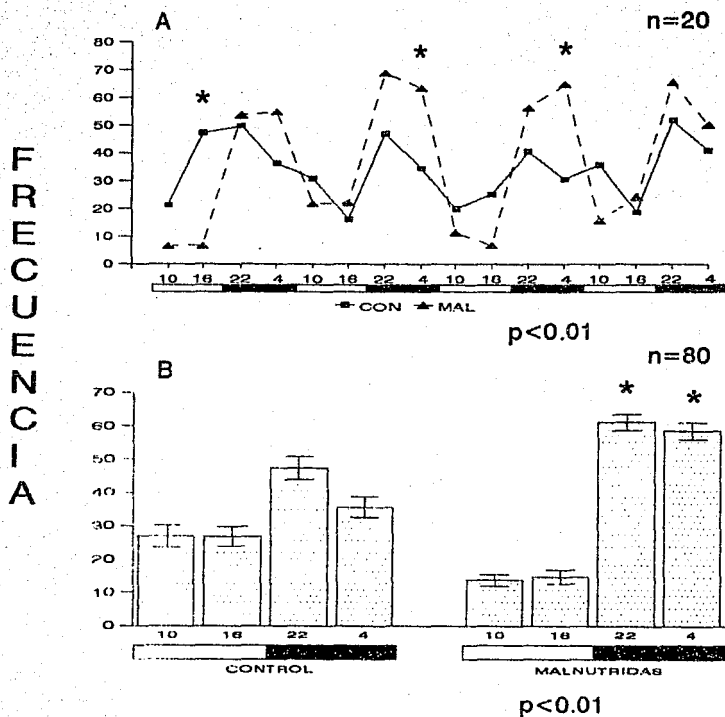 FRECUENCIA
A
n=20
*
*
*
80
70
60
50
40
30
20
10
0
10 16 22 4 10 16 22 4 10 16 22 4 10 16 22 4
CON MAL
p<0.01
B
n=80
*
*
70
60
50
40
30
20
10
0
10 16 22 4 10 16 22 4
CONTROL MALNUTRIDAS
p<0.01